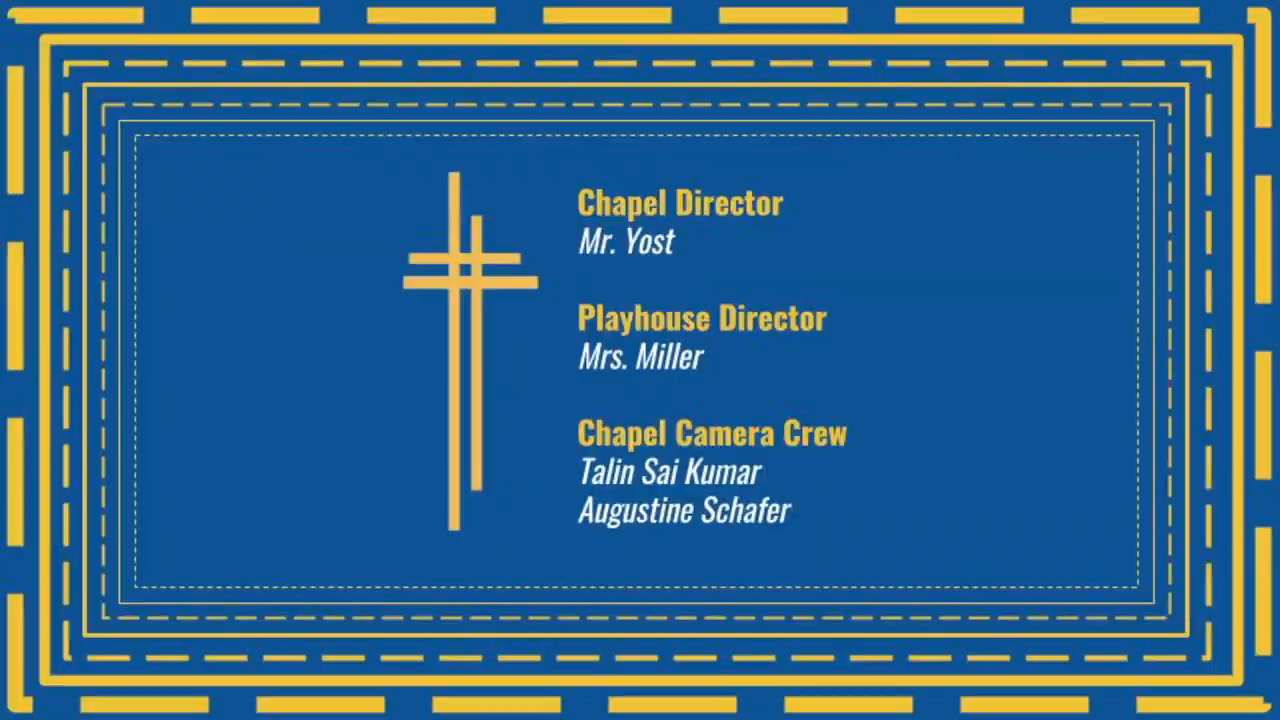 Chapel Director
Mr. Yost
Playhouse Director
Mrs. Miller
Chapel Camera Crew
Talin Sai Kumar
Augustine Schafer